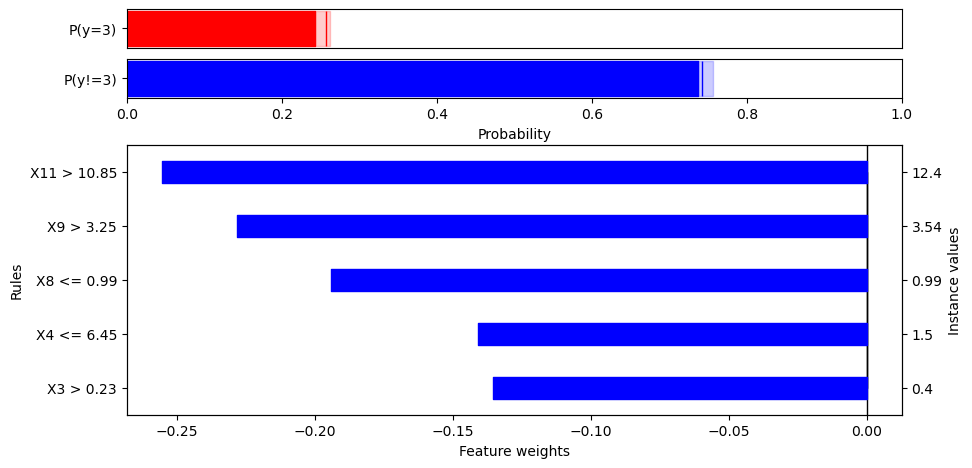 P(y=3)
P(y!=3)
0.0 0.2 0.4 0.6 0.8 1.0
Probability
X11 > 10.85 12.4
X9 > 3.25 3.54
X8 <= 0.99 0.99
X4 <= 6.45 1.5
X3 > 0.23 0.4
Rules
Instance values
−0.25 −0.20 −0.15 −0.10 −0.05 0.00
Feature weights